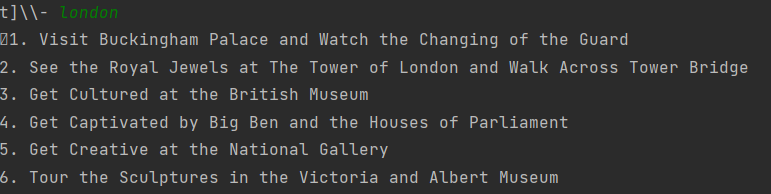 t]\\- london
1. Visit Buckingham Palace and Watch the Changing of the Guard
2. See the Royal Jewels at The Tower of London and Walk Across Tower Bridge
3. Get Cultured at the British Museum
4. Get Captivated by Big Ben and the Houses of Parliament
5. Get Creative at the National Gallery
6. Tour the Sculptures in the Victoria and Albert Museum